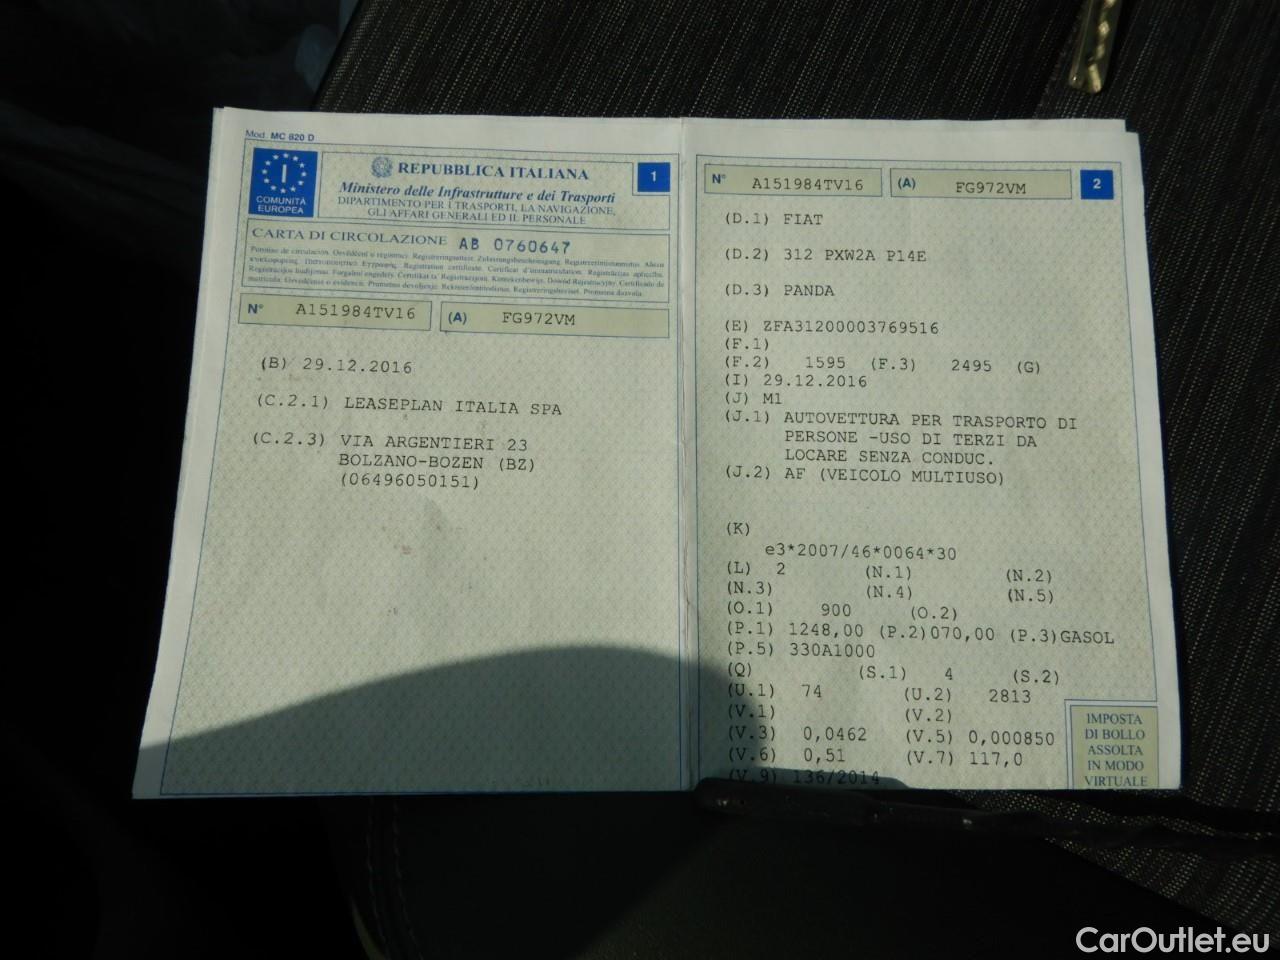 Mod. MC 820 D
I
COMUNITÀ
EUROPEA
REPUBBLICA ITALIANA
Ministero delle Infrastrutture e dei Trasporti
DIPARTIMENTO PER I TRASPORTI, LA NAVIGAZIONE,
GLI AFFARI GENERALI ED IL PERSONALE
1
CARTA DI CIRCOLAZIONE AB 0760647
N° A151984TV16
(A) FG972VM
(B) 29.12.2016
(C.2.1) LEASEPLAN ITALIA SPA
(C.2.3) VIA ARGENTIERI 23
BOLZANO-BOZEN (BZ)
(06496050151)
N° A151984TV16
(A) FG972VM
2
(D.1) FIAT
(D.2) 312 PXW2A P14E
(D.3) PANDA
(E) ZFA31200003769516
(F.1)
(F.2) 1595 (F.3) 2495 (G)
(I) 29.12.2016
(J) M1
(J.1) AUTOVETTURA PER TRASPORTO DI
PERSONE -USO DI TERZI DA
LOCARE SENZA CONDUC.
(J.2) AF (VEICOLO MULTIUSO)
(K)
e3*2007/46*0064*30
(L) 2 (N.1) (N.2)
(N.3) (N.4) (N.5)
(O.1) 900 (O.2)
(P.1) 1248,00 (P.2)070,00 (P.3)GASOL
(P.5) 330A1000
(Q) (S.1) 4 (S.2)
(U.1) 74 (U.2) 2813
(V.1) (V.2)
(V.3) 0,0462 (V.5) 0,000850
(V.6) 0,51 (V.7) 117,0
(V.9) 136/2014
IMPOSTA
DI BOLLO
ASSOLTA
IN MODO
VIRTUALE
CarOutlet.eu